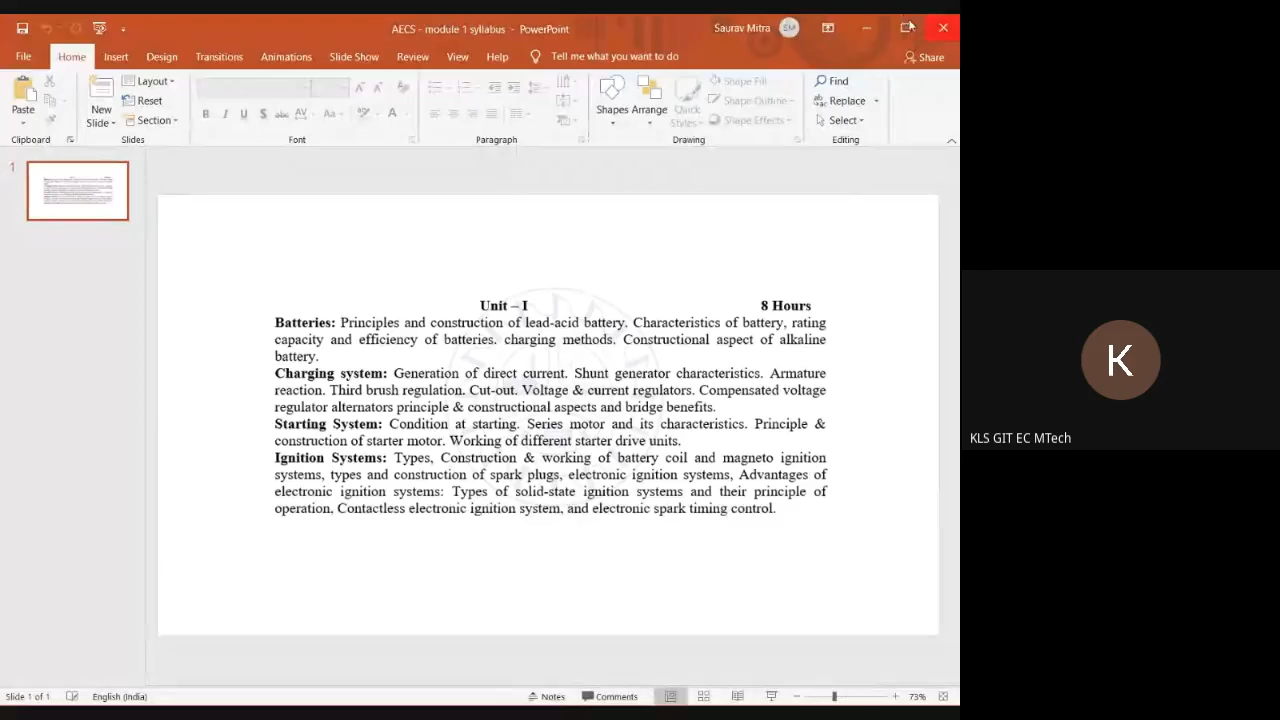 AECS - module 1 syllabus - PowerPoint
Saurav Mitra
SM
File
Home
Insert
Design
Transitions
Animations
Slide Show
Review
View
Help
Tell me what you want to do
Share
Paste
Clipboard
New
Slide
Layout
Reset
Section
Slides
B I U S abc AV Aa A
Font
Paragraph
Shapes
Arrange
Quick
Styles
Shape Fill
Shape Outline
Shape Effects
Drawing
Find
Replace
Select
Editing
1
Unit – I 8 Hours
Batteries: Principles and construction of lead-acid battery. Characteristics of battery, rating
capacity and efficiency of batteries. charging methods. Constructional aspect of alkaline
battery.
Charging system: Generation of direct current. Shunt generator characteristics. Armature
reaction. Third brush regulation. Cut-out. Voltage & current regulators. Compensated voltage
regulator alternators principle & constructional aspects and bridge benefits.
Starting System: Condition at starting. Series motor and its characteristics. Principle &
construction of starter motor. Working of different starter drive units.
Ignition Systems: Types, Construction & working of battery coil and magneto ignition
systems, types and construction of spark plugs, electronic ignition systems, Advantages of
electronic ignition systems: Types of solid-state ignition systems and their principle of
operation, Contactless electronic ignition system, and electronic spark timing control.
K
KLS GIT EC MTech
Slide 1 of 1
English (India)
Notes
Comments
73%